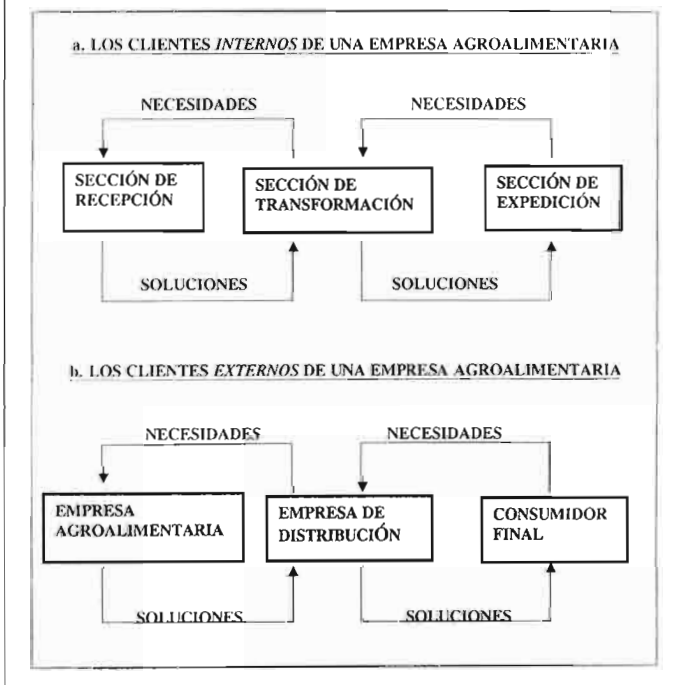 a. LOS CLIENTES INTERNOS DE UNA EMPRESA AGROALIMENTARIA
NECESIDADES
NECESIDADES
SECCIÓN DE
RECEPCIÓN
SECCIÓN DE
TRANSFORMACIÓN
SECCIÓN DE
EXPEDICIÓN
SOLUCIONES
SOLUCIONES
b. LOS CLIENTES EXTERNOS DE UNA EMPRESA AGROALIMENTARIA
NECESIDADES
NECESIDADES
EMPRESA
AGROALIMENTARIA
EMPRESA DE
DISTRIBUCIÓN
CONSUMIDOR
FINAL
SOLUCIONES
SOLUCIONES